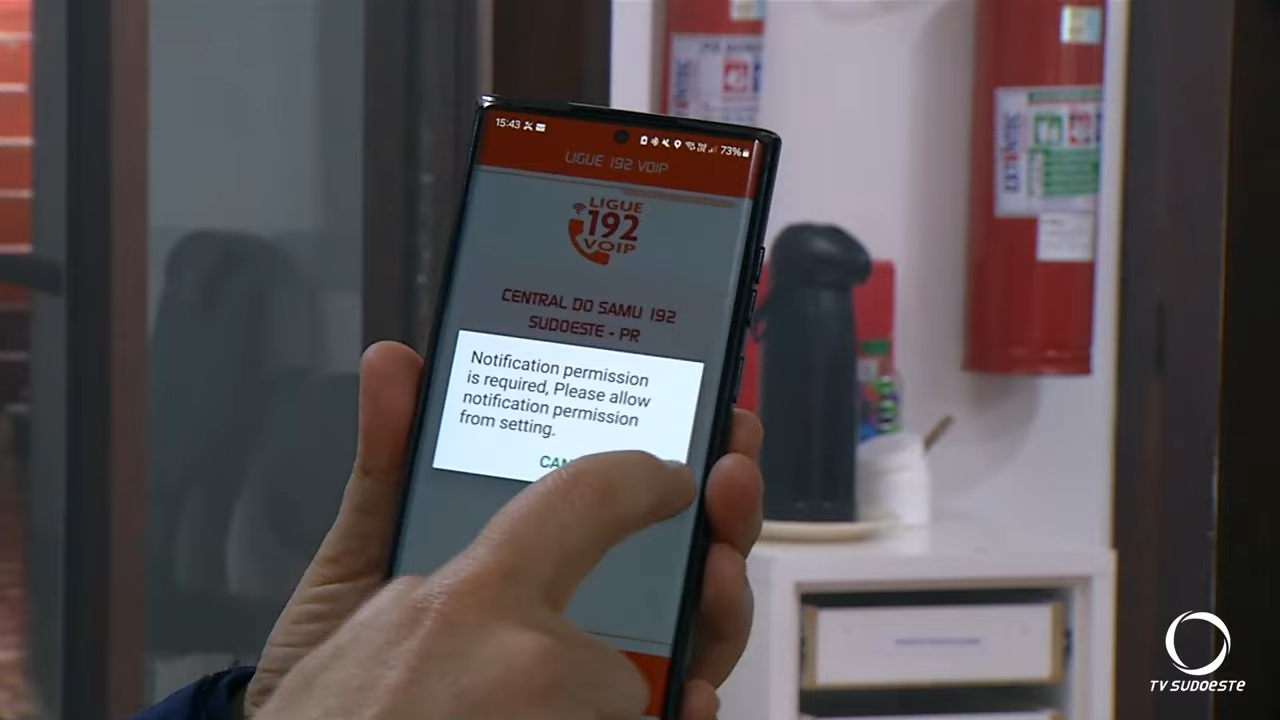 15:43
73%
LIGUE 192 VOIP
LIGUE
192
VOIP
CENTRAL DO SAMU 192
SUDOESTE - PR
Notification permission
is required, Please allow
notification permission
from setting.
TV SUDOESTE